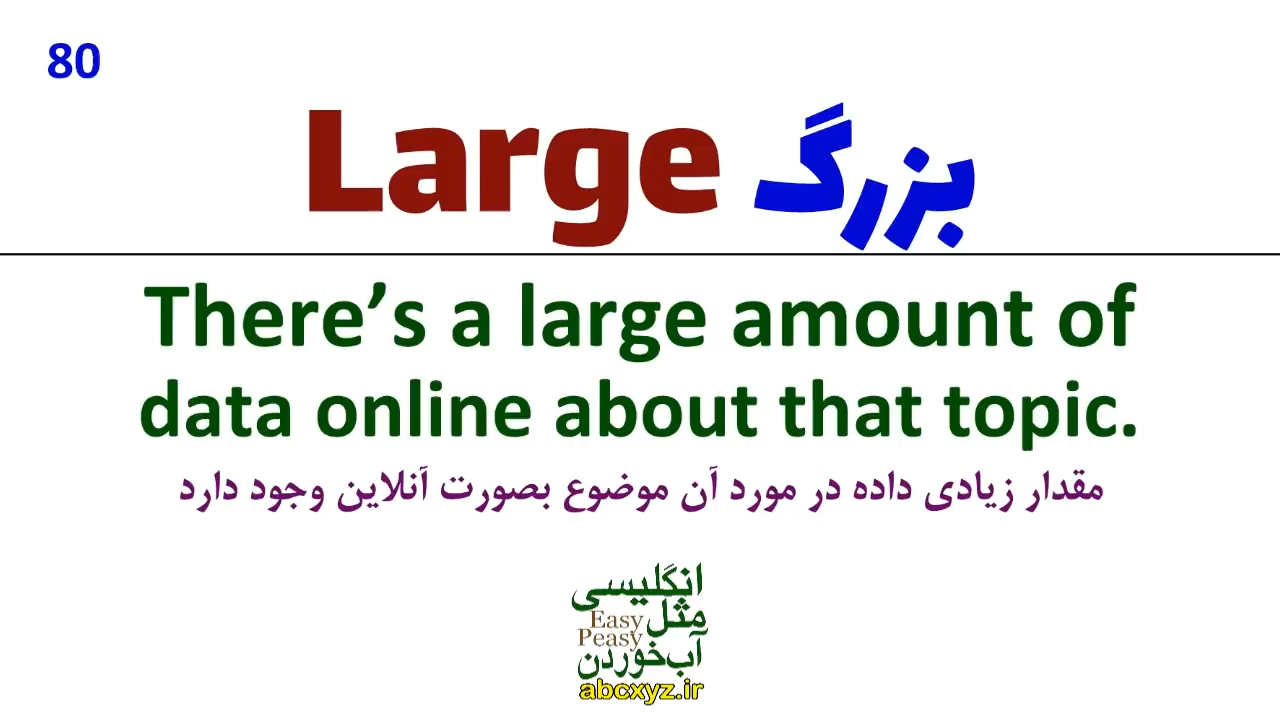 80
Large بزرگ
There’s a large amount of
data online about that topic.
مقدار زیادی داده در مورد آن موضوع بصورت آنلاین وجود دارد
انگلیسی
مثل Easy
Peasy
آب‌خوردن
abcxyz.ir